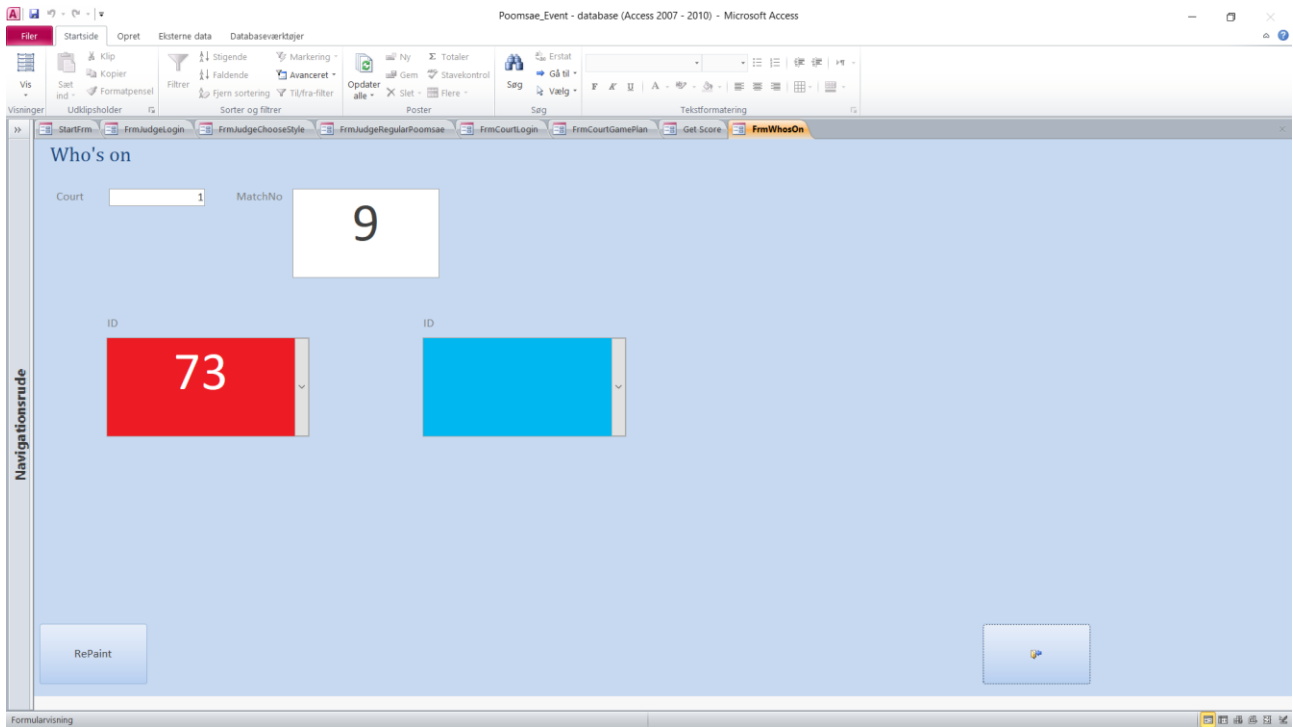 Poomsae_Event - database (Access 2007 - 2010) - Microsoft Access
Filer Startside Opret Eksterne data Databaseværktøjer
Vis
Visninger
Sæt ind
Klip
Kopier
Formatpensel
Udklipsholder
Filtrer
Stigende
Faldende
Fjern sortering
Markering
Avanceret
Til/fra-filter
Sorter og filtrer
Opdater alle
Ny
Gem
Slet
Totaler
Stavekontrol
Flere
Poster
Søg
Erstat
Gå til
Vælg
Søg
F K U A
Tekstformatering
StartFrm FrmJudgeLogin FrmJudgeChooseStyle FrmJudgeRegularPoomsae FrmCourtLogin FrmCourtGamePlan Get Score FrmWhosOn
Navigationsrude
Who's on
Court 1 MatchNo 9
ID ID
73
RePaint
Formularvisning